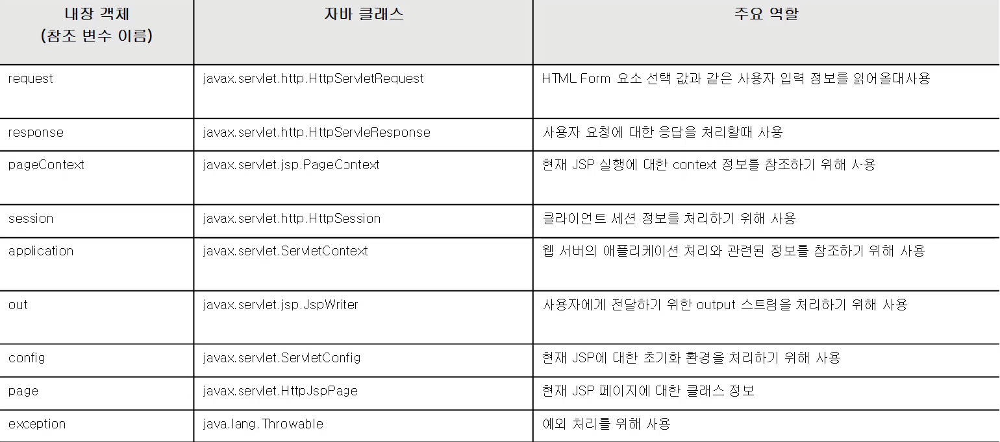 내장 객체
(참조 변수 이름)
자바 클래스
주요 역할
request
javax.servlet.http.HttpServletRequest
HTML Form 요소 선택 값과 같은 사용자 입력 정보를 읽어올대사용
response
javax.servlet.http.HttpServleResponse
사용자 요청에 대한 응답을 처리할때 사용
pageContext
javax.servlet.jsp.PageContext
현재 JSP 실행에 대한 context 정보를 참조하기 위해 사용
session
javax.servlet.http.HttpSession
클라이언트 세션 정보를 처리하기 위해 사용
application
javax.servlet.ServletContext
웹 서버의 애플리케이션 처리와 관련된 정보를 참조하기 위해 사용
out
javax.servlet.jsp.JspWriter
사용자에게 전달하기 위한 output 스트림을 처리하기 위해 사용
config
javax.servlet.ServletConfig
현재 JSP에 대한 초기화 환경을 처리하기 위해 사용
page
javax.servlet.HttpJspPage
현재 JSP 페이지에 대한 클래스 정보
exception
java.lang.Throwable
예외 처리를 위해 사용